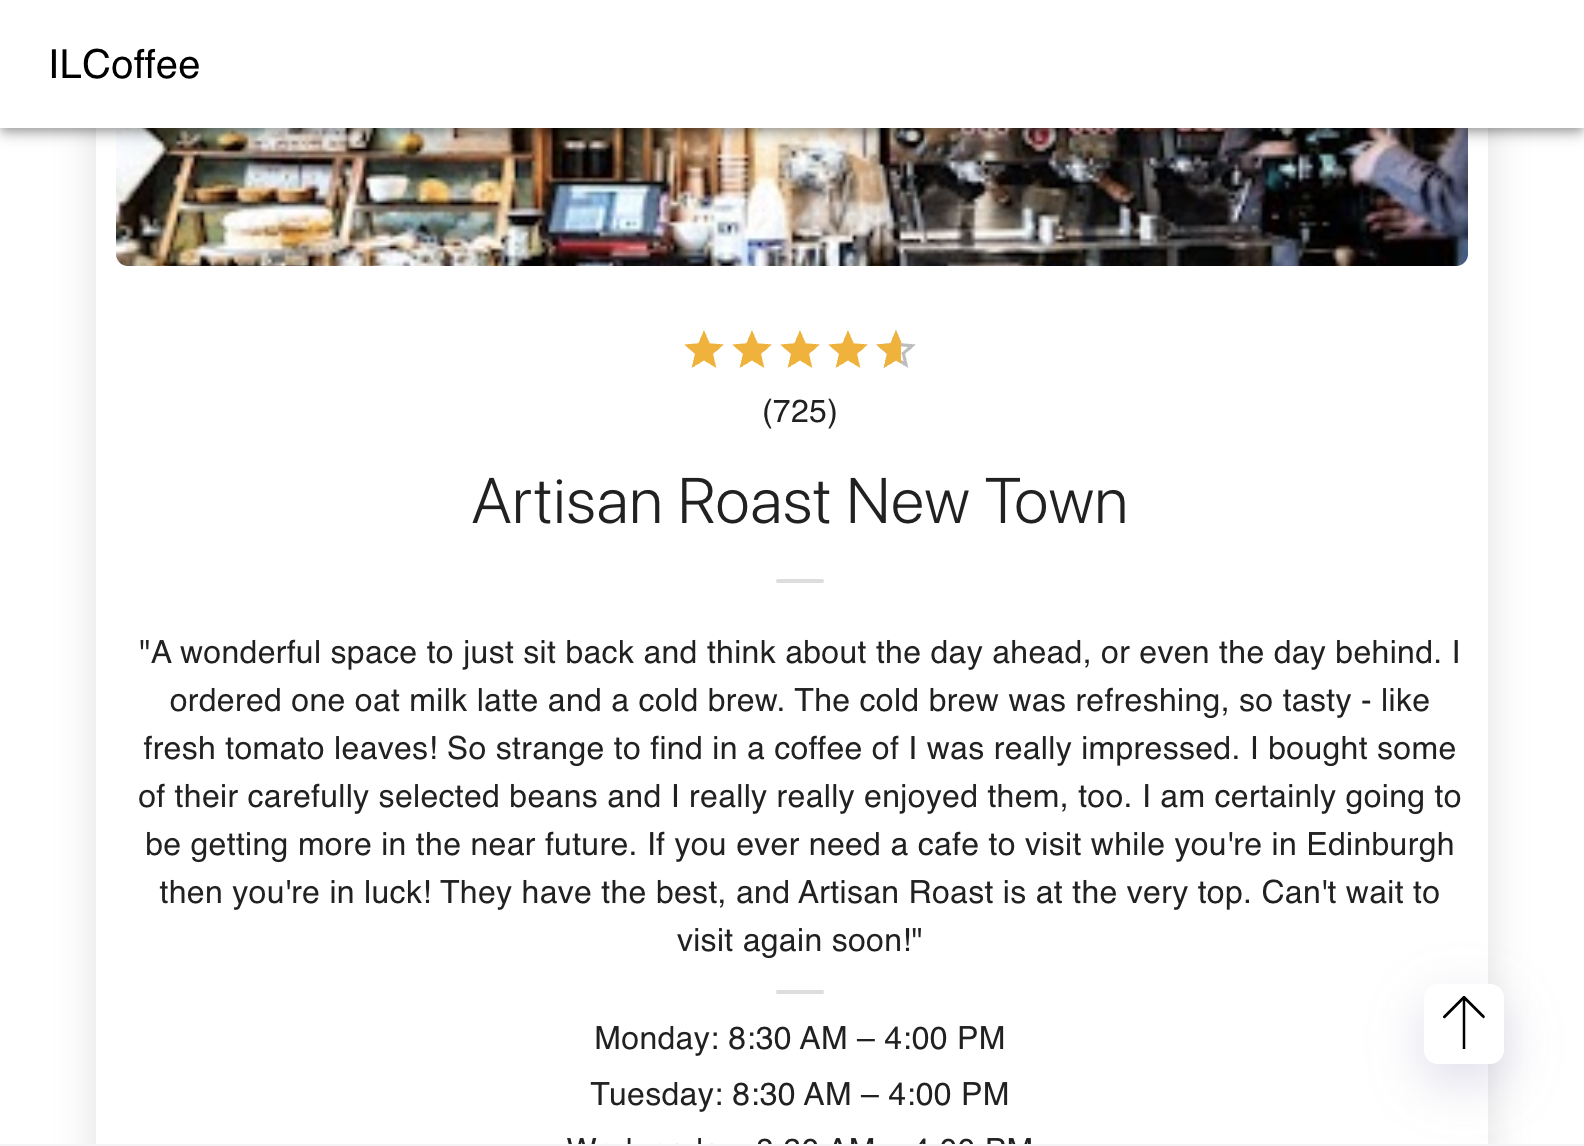 ILCoffee
(725)
Artisan Roast New Town
"A wonderful space to just sit back and think about the day ahead, or even the day behind. I
ordered one oat milk latte and a cold brew. The cold brew was refreshing, so tasty - like
fresh tomato leaves! So strange to find in a coffee of I was really impressed. I bought some
of their carefully selected beans and I really really enjoyed them, too. I am certainly going to
be getting more in the near future. If you ever need a cafe to visit while you're in Edinburgh
then you're in luck! They have the best, and Artisan Roast is at the very top. Can't wait to
visit again soon!"
Monday: 8:30 AM – 4:00 PM
Tuesday: 8:30 AM – 4:00 PM